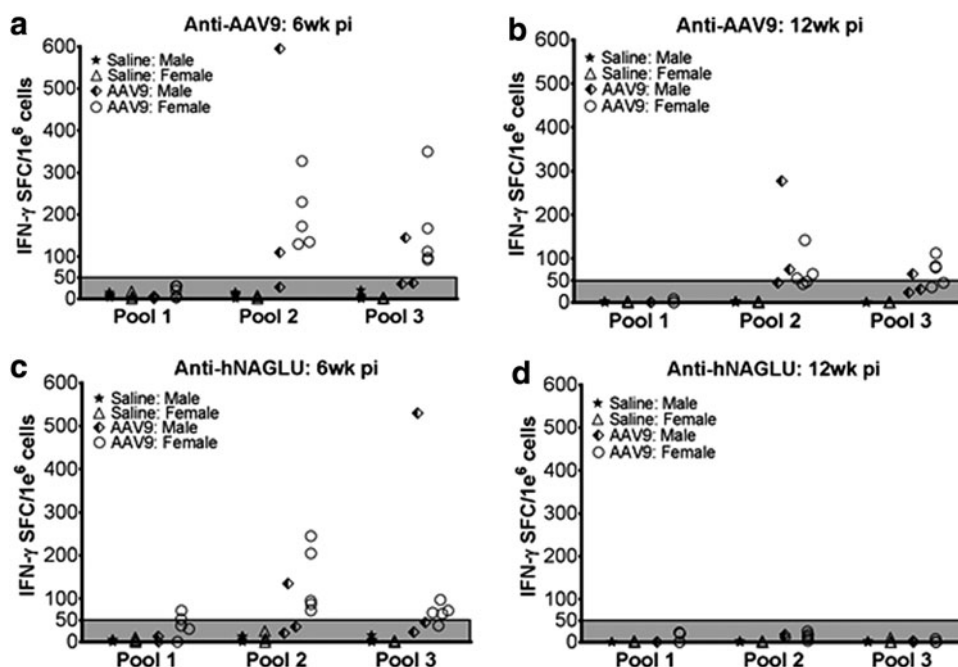 a
Anti-AAV9: 6wk pi
600
500
400
300
200
100
50
0
IFN-γ SFC/1e⁶ cells
Saline: Male
Saline: Female
AAV9: Male
AAV9: Female
Pool 1 Pool 2 Pool 3
b
Anti-AAV9: 12wk pi
600
500
400
300
200
100
50
0
IFN-γ SFC/1e⁶ cells
Saline: Male
Saline: Female
AAV9: Male
AAV9: Female
Pool 1 Pool 2 Pool 3
c
Anti-hNAGLU: 6wk pi
600
500
400
300
200
100
50
0
IFN-γ SFC/1e⁶ cells
Saline: Male
Saline: Female
AAV9: Male
AAV9: Female
Pool 1 Pool 2 Pool 3
d
Anti-hNAGLU: 12wk pi
600
500
400
300
200
100
50
0
IFN-γ SFC/1e⁶ cells
Saline: Male
Saline: Female
AAV9: Male
AAV9: Female
Pool 1 Pool 2 Pool 3